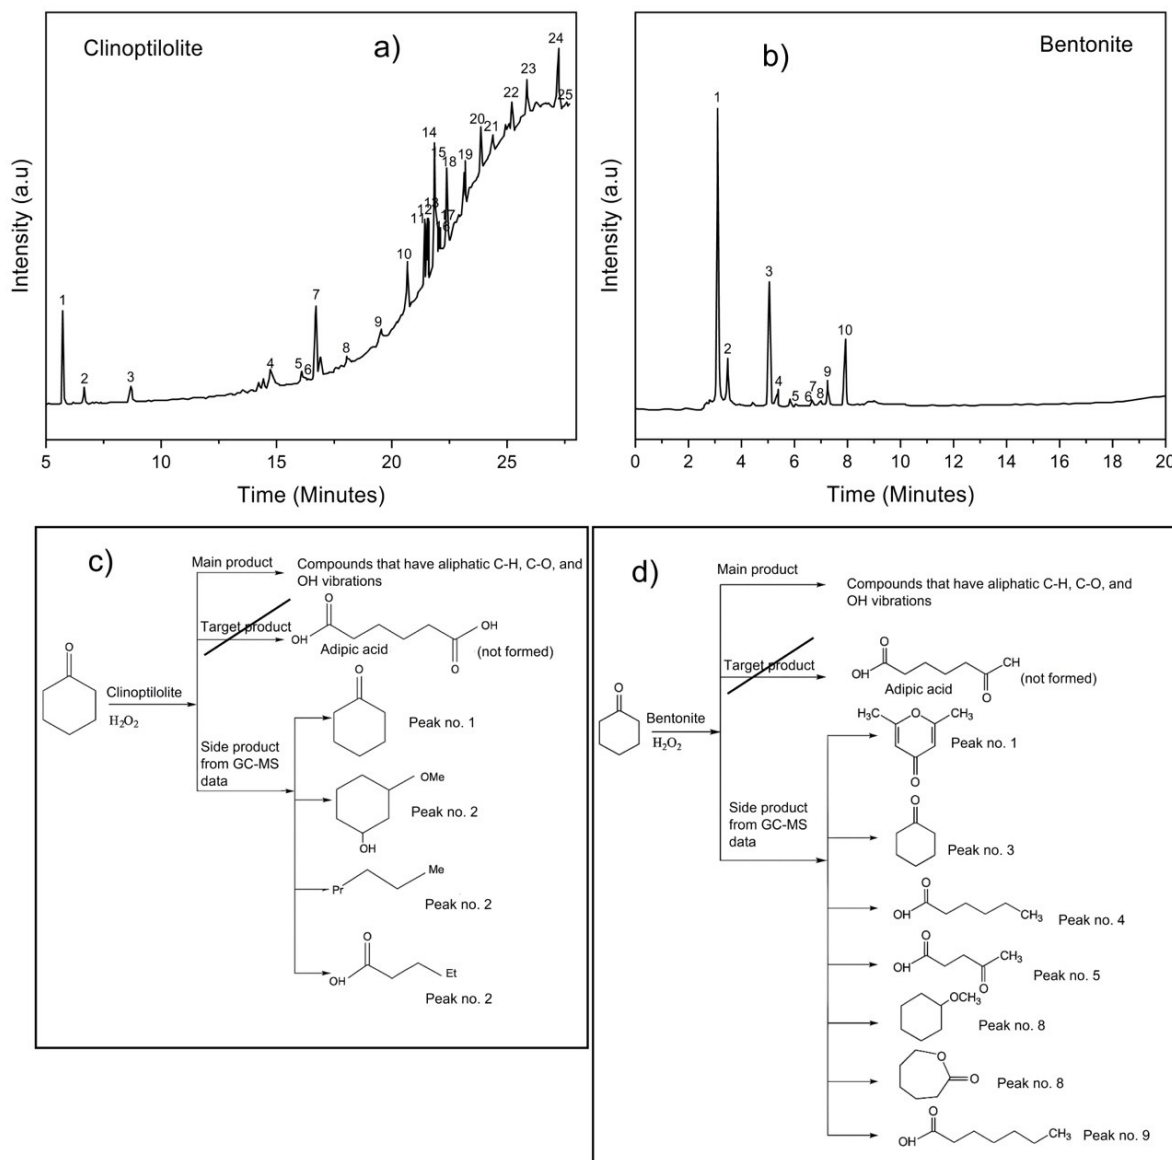 Clinoptilolite
a)
Intensity (a.u)
1
2
3
4
5
6
7
8
9
10
11
12
13
14
15
16
17
18
19
20
21
22
23
24
25
5
10
15
20
25
Time (Minutes)
b)
Bentonite
Intensity (a.u)
1
2
3
4
5
6
7
8
9
10
0
2
4
6
8
10
12
14
16
18
20
Time (Minutes)
c)
Main product
Compounds that have aliphatic C-H, C-O, and
OH vibrations
Target product
O
OH
OH
O
Adipic acid
(not formed)
O
Clinoptilolite
H2O2
Side product
from GC-MS
data
O
Peak no. 1
OMe
OH
Peak no. 2
Pr
Me
Peak no. 2
O
OH
Et
Peak no. 2
d)
Main product
Compounds that have aliphatic C-H, C-O, and
OH vibrations
Target product
O
OH
CH
O
Adipic acid
(not formed)
O
Bentonite
H2O2
Side product
from GC-MS
data
CH3
O
CH3
O
Peak no. 1
O
Peak no. 3
O
OH
CH3
Peak no. 4
O
OH
CH3
O
Peak no. 5
OCH3
Peak no. 8
O
O
Peak no. 8
O
OH
CH3
Peak no. 9